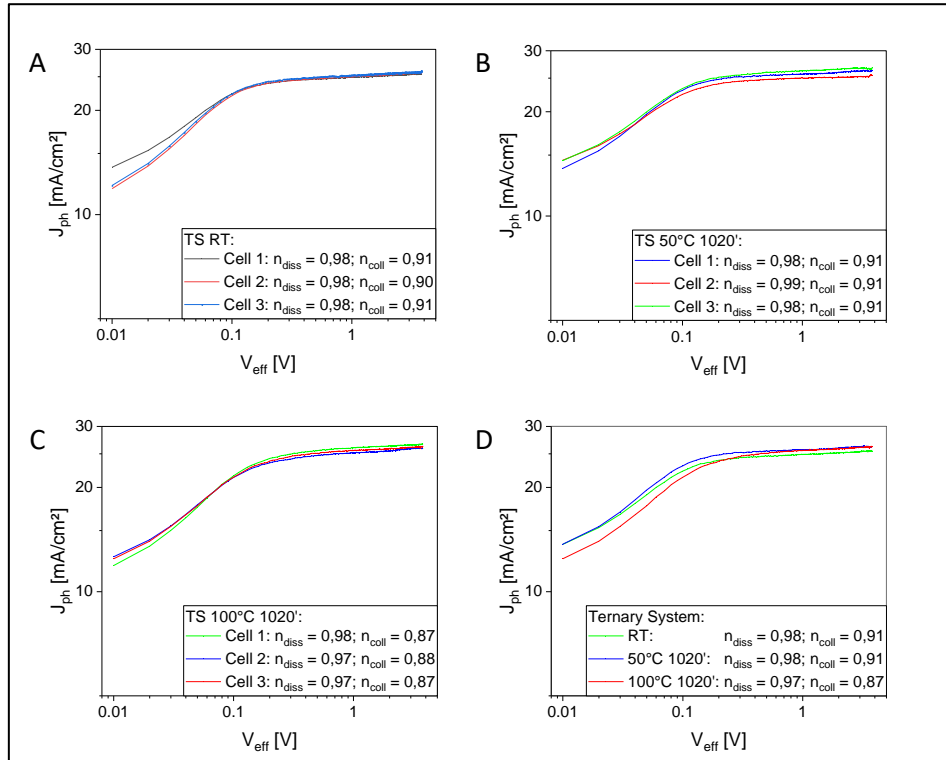 A
J_ph [mA/cm²]
30
20
10
TS RT:
Cell 1: n_diss = 0,98; n_coll = 0,91
Cell 2: n_diss = 0,98; n_coll = 0,90
Cell 3: n_diss = 0,98; n_coll = 0,91
0.01 0.1 1
V_eff [V]
B
J_ph [mA/cm²]
30
20
10
TS 50°C 1020':
Cell 1: n_diss = 0,98; n_coll = 0,91
Cell 2: n_diss = 0,99; n_coll = 0,91
Cell 3: n_diss = 0,98; n_coll = 0,91
0.01 0.1 1
V_eff [V]
C
J_ph [mA/cm²]
30
20
10
TS 100°C 1020'
Cell 1: n_diss = 0,98; n_coll = 0,87
Cell 2: n_diss = 0,97; n_coll = 0,88
Cell 3: n_diss = 0,97; n_coll = 0,87
0.01 0.1 1
V_eff [V]
D
J_ph [mA/cm²]
30
20
10
Ternary System:
RT: n_diss = 0,98; n_coll = 0,91
50°C 1020': n_diss = 0,98; n_coll = 0,91
100°C 1020': n_diss = 0,97; n_coll = 0,87
0.01 0.1 1
V_eff [V]